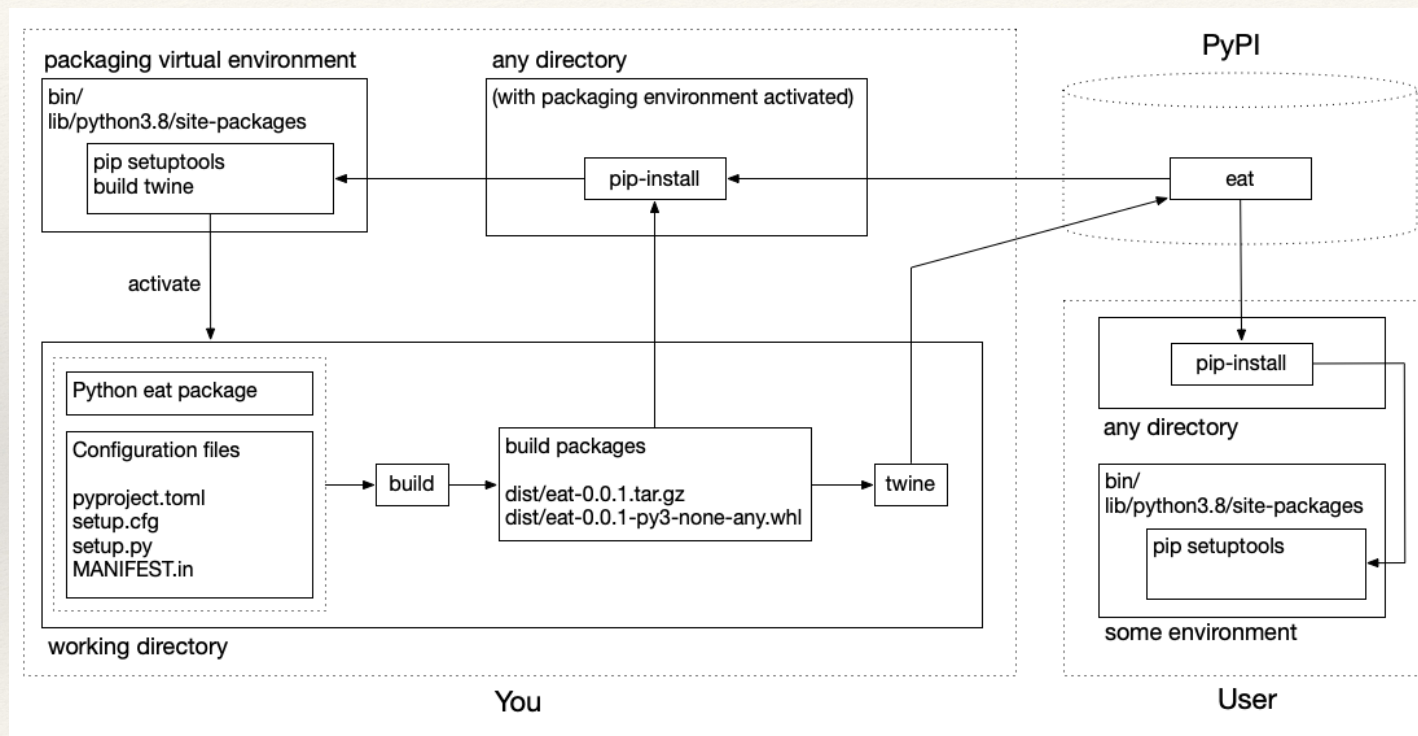 packaging virtual environment
bin/
lib/python3.8/site-packages
pip setuptools
build twine
activate
any directory
(with packaging environment activated)
pip-install
PyPI
eat
Python eat package
Configuration files
pyproject.toml
setup.cfg
setup.py
MANIFEST.in
build
build packages
dist/eat-0.0.1.tar.gz
dist/eat-0.0.1-py3-none-any.whl
twine
working directory
You
pip-install
any directory
bin/
lib/python3.8/site-packages
pip setuptools
some environment
User